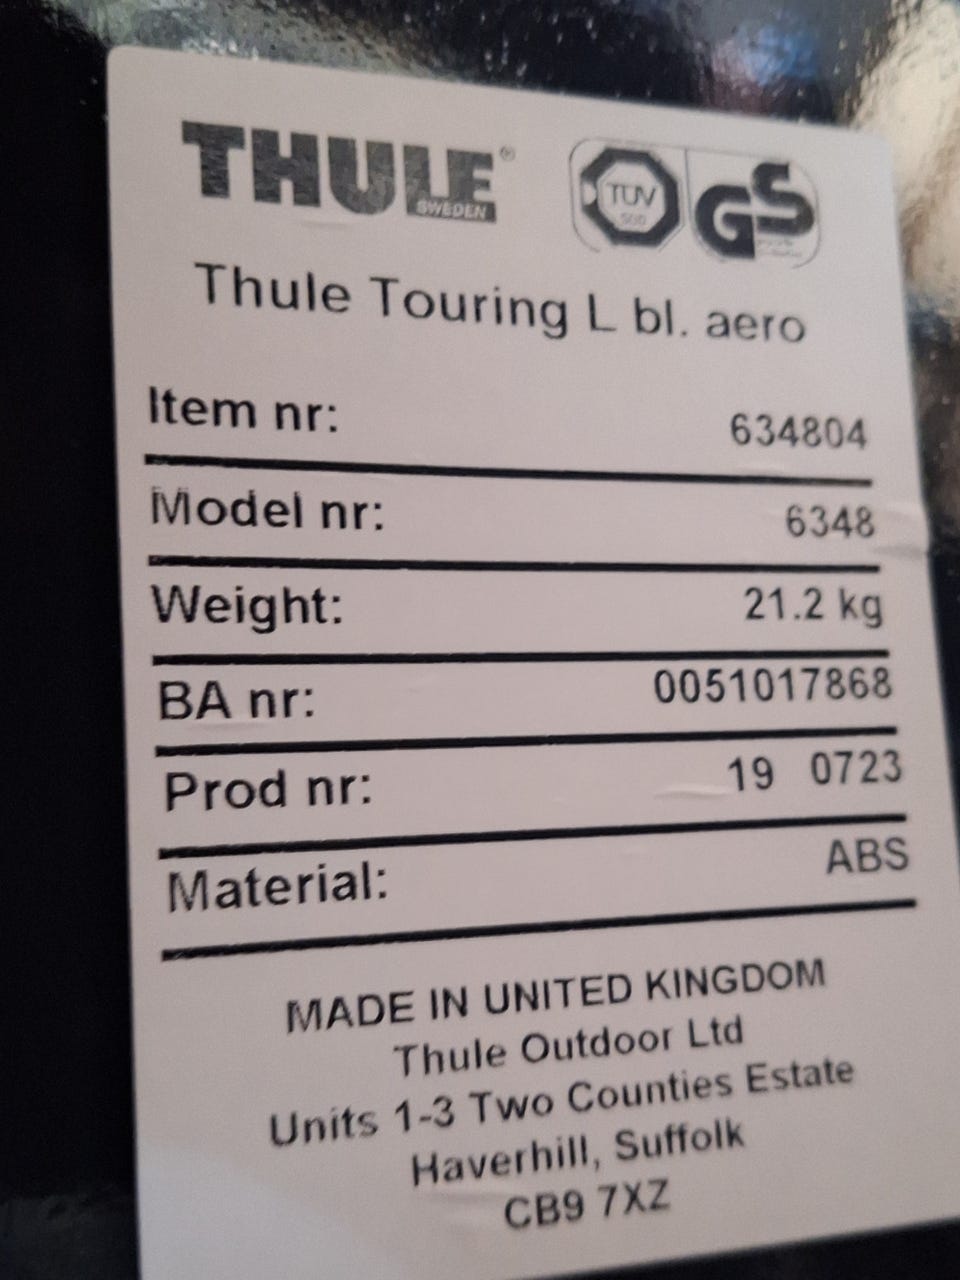 THULE®
SWEDEN
TÜV
SÜD
GS
Thule Touring L bl. aero
Item nr: 634804
Model nr: 6348
Weight: 21.2 kg
BA nr: 0051017868
Prod nr: 19 0723
Material: ABS
MADE IN UNITED KINGDOM
Thule Outdoor Ltd
Units 1-3 Two Counties Estate
Haverhill, Suffolk
CB9 7XZ